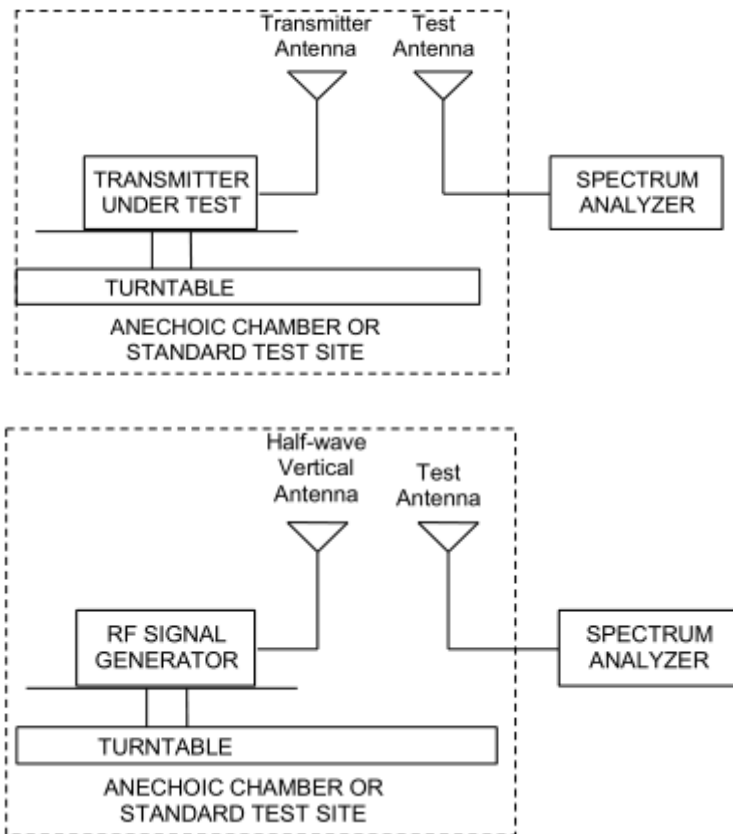 Transmitter
Antenna
Test
Antenna
TRANSMITTER
UNDER TEST
SPECTRUM
ANALYZER
TURNTABLE
ANECHOIC CHAMBER OR
STANDARD TEST SITE
Half-wave
Vertical
Antenna
Test
Antenna
RF SIGNAL
GENERATOR
SPECTRUM
ANALYZER
TURNTABLE
ANECHOIC CHAMBER OR
STANDARD TEST SITE